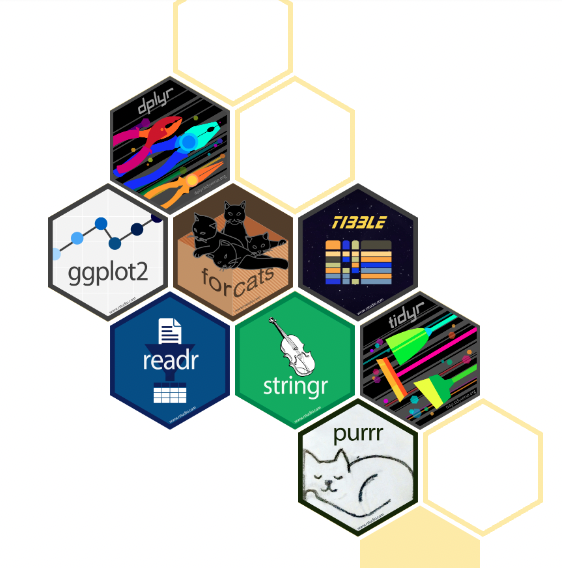 dplyr
ggplot2
forcats
TIBBLE
readr
stringr
tidyr
purrr